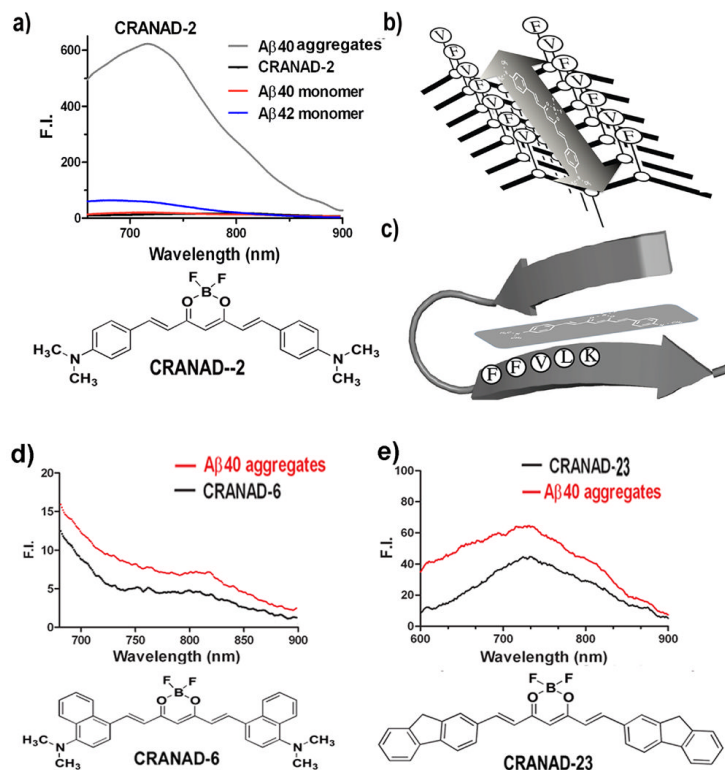 a)
CRANAD-2
Aβ40 aggregates
CRANAD-2
Aβ40 monomer
Aβ42 monomer
F.I.
600
400
200
0
700
800
900
Wavelength (nm)
F
F
B
O
O
H₃C
N
CH₃
N
CH₃
CH₃
CRANAD--2
b)
V
F
V
F
V
F
V
F
V
F
V
F
V
F
V
F
c)
F F V L K
d)
Aβ40 aggregates
CRANAD-6
F.I.
20
15
10
5
0
700
750
800
850
900
Wavelength (nm)
F
F
B
O
O
H₃C
N
CH₃
N
H₃C
CH₃
CRANAD-6
e)
CRANAD-23
Aβ40 aggregates
F.I.
100
80
60
40
20
0
600
700
800
900
Wavelength (nm)
F
F
B
O
O
CRANAD-23